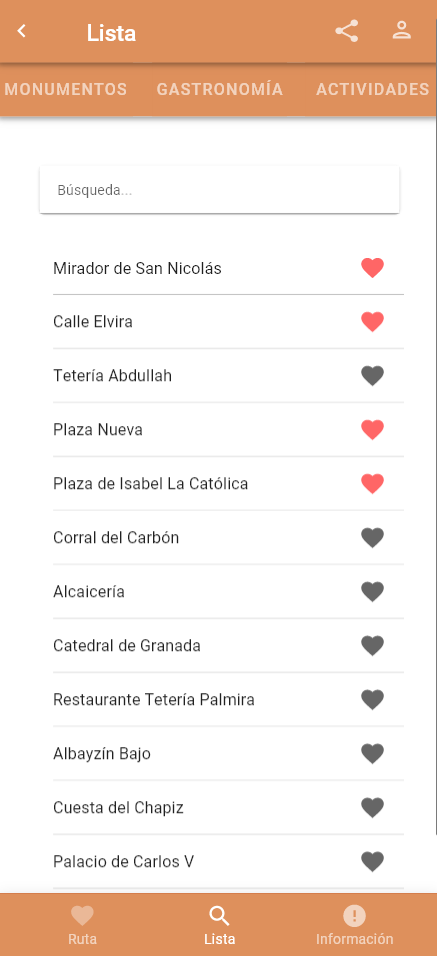 Lista
MONUMENTOS GASTRONOMÍA ACTIVIDADES
Búsqueda...
Mirador de San Nicolás
Calle Elvira
Tetería Abdullah
Plaza Nueva
Plaza de Isabel La Católica
Corral del Carbón
Alcaicería
Catedral de Granada
Restaurante Tetería Palmira
Albayzín Bajo
Cuesta del Chapiz
Palacio de Carlos V
Ruta Lista Información